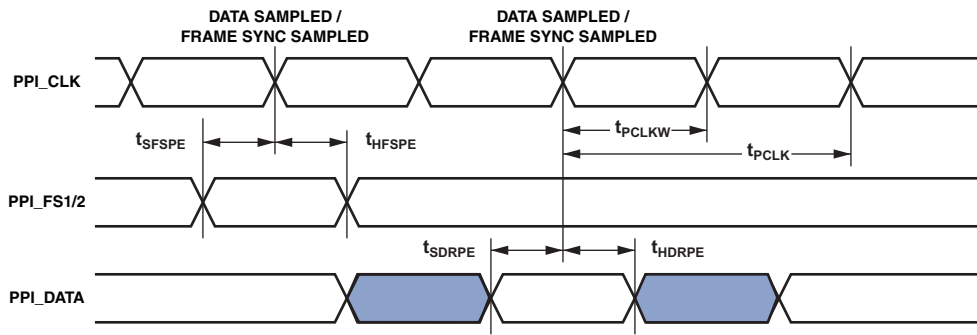 DATA SAMPLED /
FRAME SYNC SAMPLED
DATA SAMPLED /
FRAME SYNC SAMPLED
PPI_CLK
tPCLKW
tSFSPE
tHFSPE
tPCLK
PPI_FS1/2
tSDRPE
tHDRPE
PPI_DATA